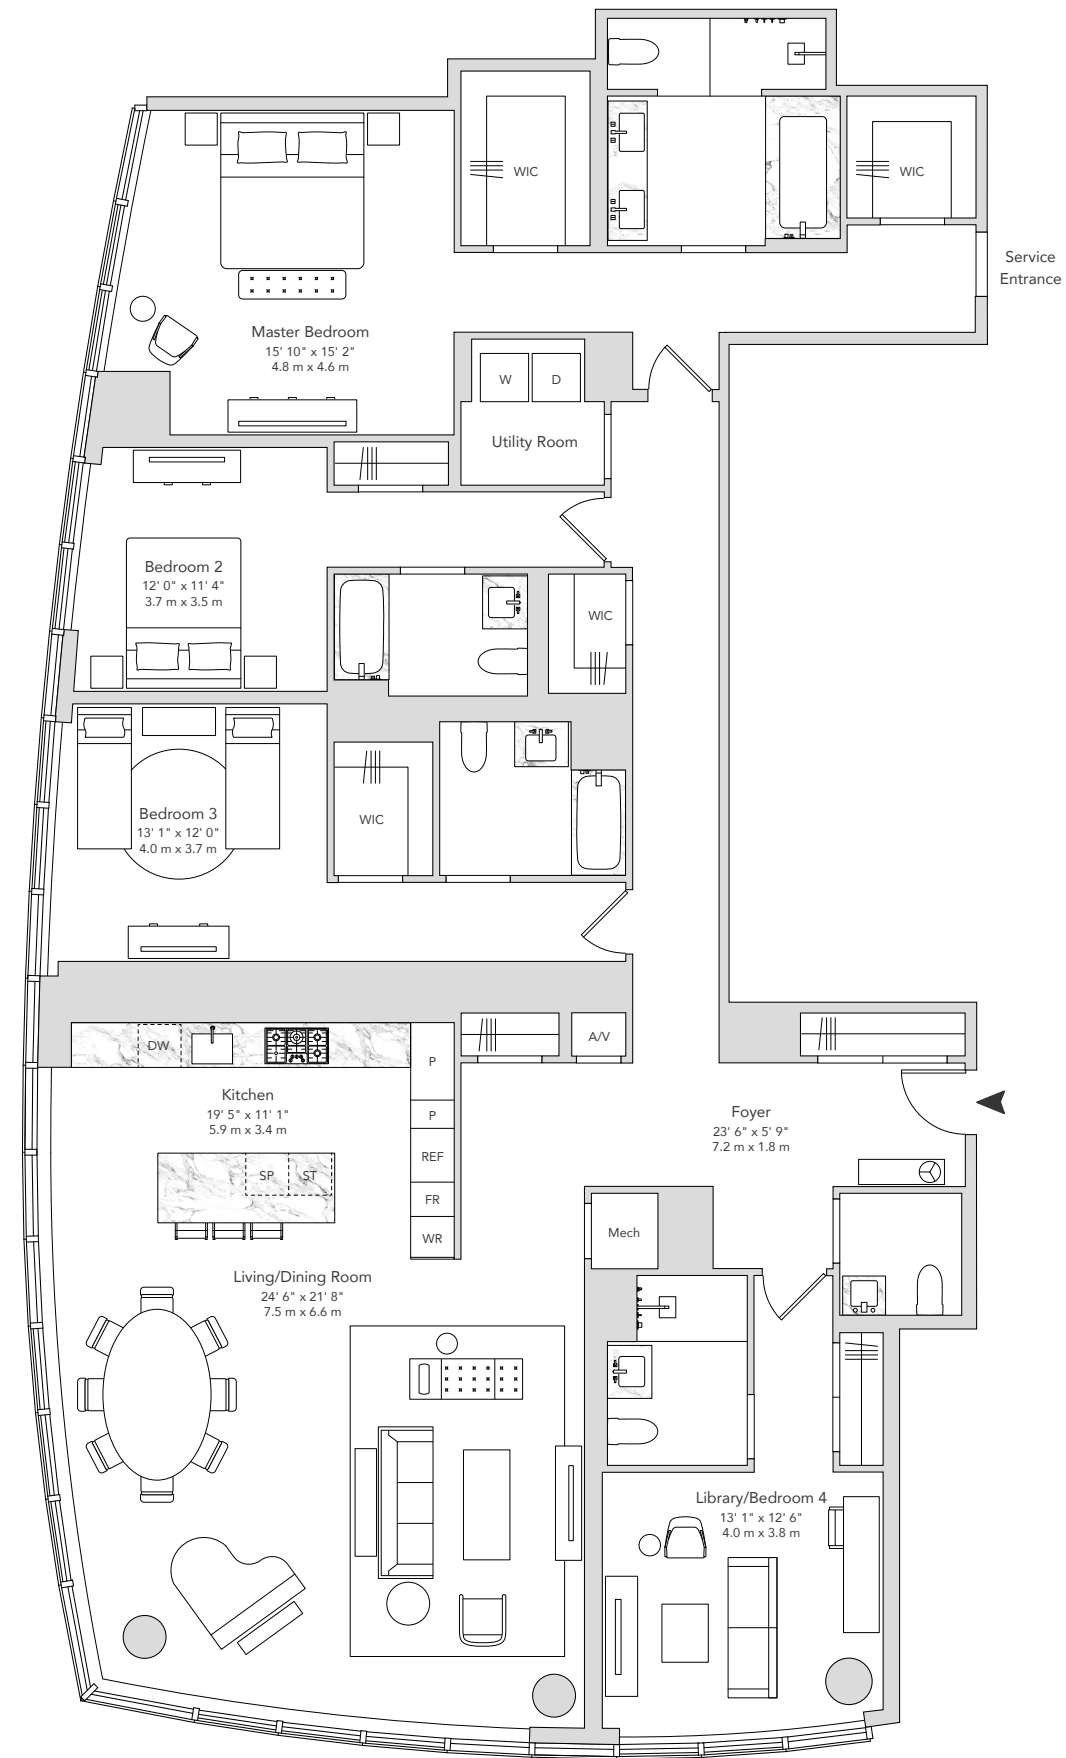 WIC
WIC
Service
Entrance
Master Bedroom
15' 10" x 15' 2"
4.8 m x 4.6 m
W
D
Utility Room
Bedroom 2
12' 0" x 11' 4"
3.7 m x 3.5 m
WIC
Bedroom 3
13' 1" x 12' 0"
4.0 m x 3.7 m
WIC
DW
P
A/V
Kitchen
19' 5" x 11' 1"
5.9 m x 3.4 m
P
Foyer
23' 6" x 5' 9"
7.2 m x 1.8 m
SP
ST
REF
FR
WR
Mech
Living/Dining Room
24' 6" x 21' 8"
7.5 m x 6.6 m
Library/Bedroom 4
13' 1" x 12' 6"
4.0 m x 3.8 m